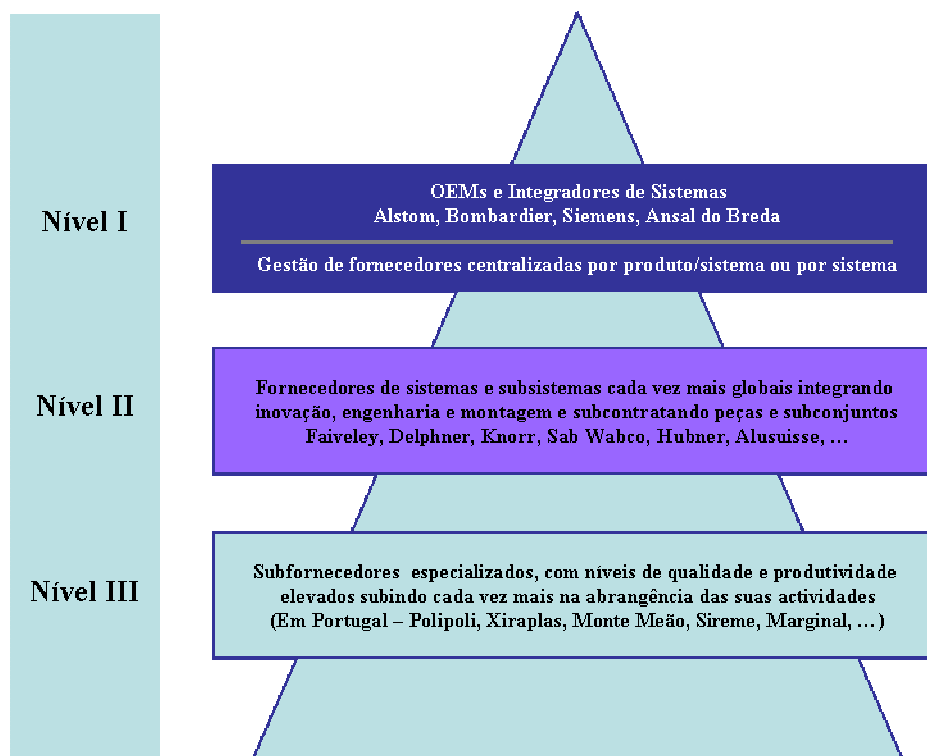 Nível I
OEMs e Integradores de Sistemas
Alstom, Bombardier, Siemens, Ansal do Breda
Gestão de fornecedores centralizadas por produto/sistema ou por sistema
Nível II
Fornecedores de sistemas e subsistemas cada vez mais globais integrando
inovação, engenharia e montagem e subcontratando peças e subconjuntos
Faiveley, Delphner, Knorr, Sab Wabco, Hubner, Alusuisse, …
Nível III
Subfornecedores especializados, com níveis de qualidade e produtividade
elevados subindo cada vez mais na abrangência das suas actividades
(Em Portugal – Polipoli, Xiraplas, Monte Meão, Sireme, Marginal, …)